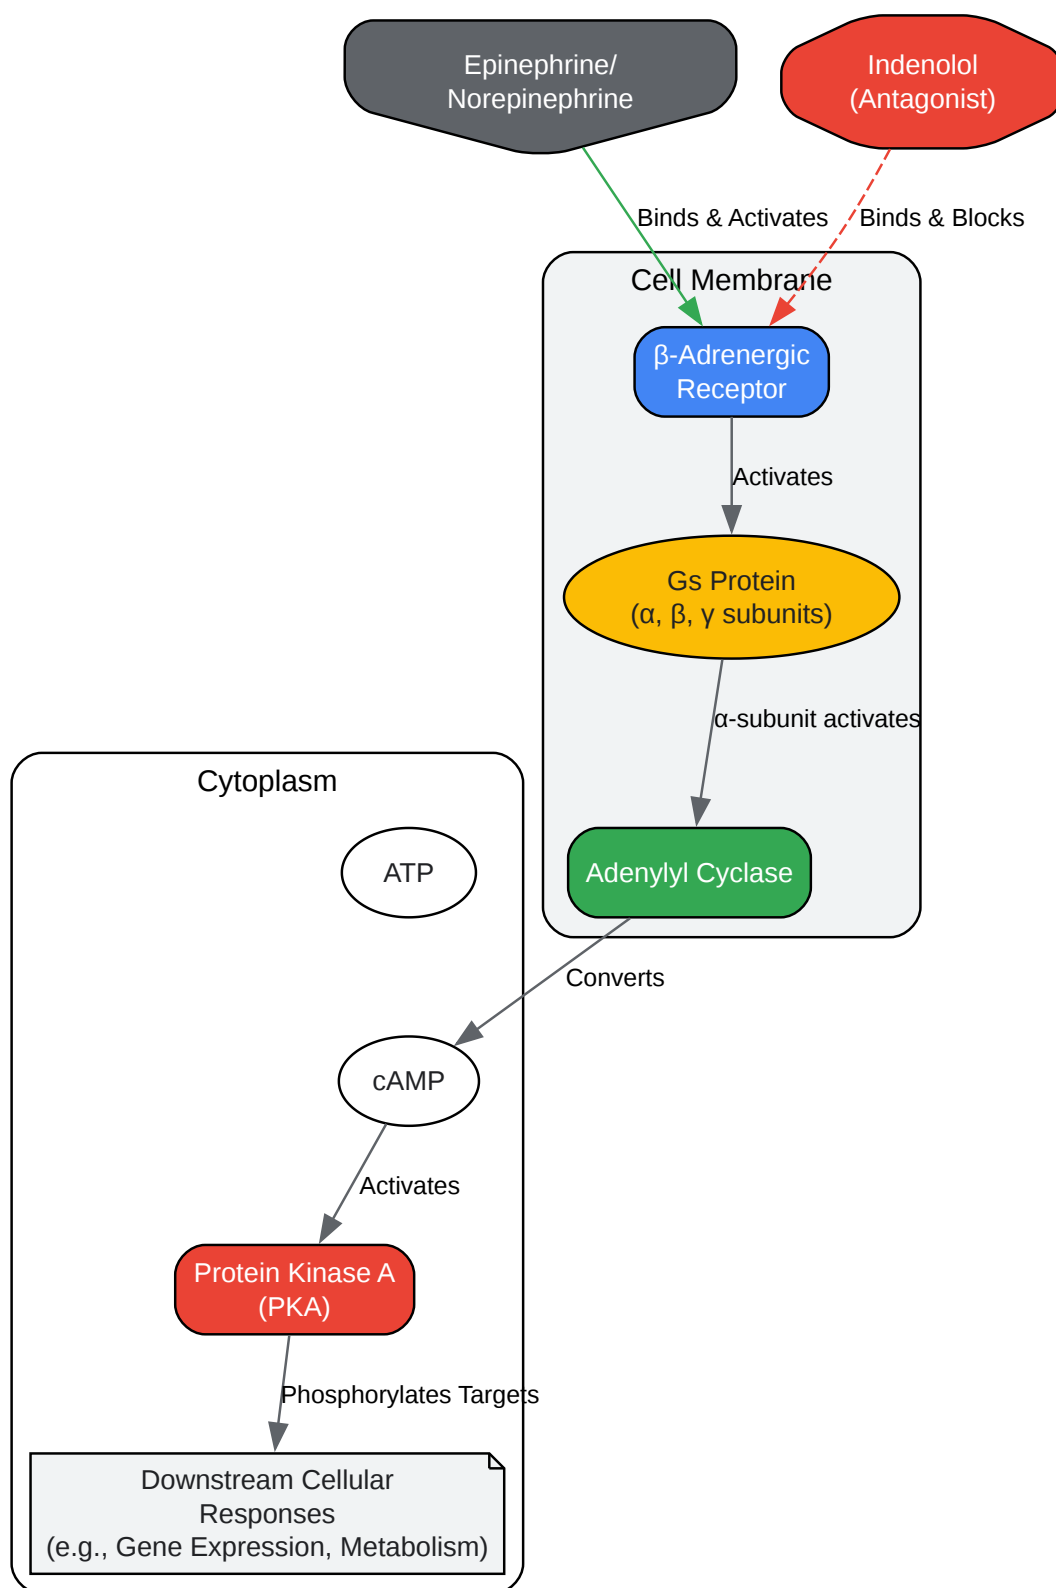 Epinephrine/
Norepinephrine
Indenolol
(Antagonist)
Binds & Activates
Binds & Blocks
Cell Membrane
β-Adrenergic
Receptor
Activates
Gs Protein
(α, β, γ subunits)
α-subunit activates
Cytoplasm
ATP
Adenylyl Cyclase
Converts
cAMP
Activates
Protein Kinase A
(PKA)
Phosphorylates Targets
Downstream Cellular
Responses
(e.g., Gene Expression, Metabolism)